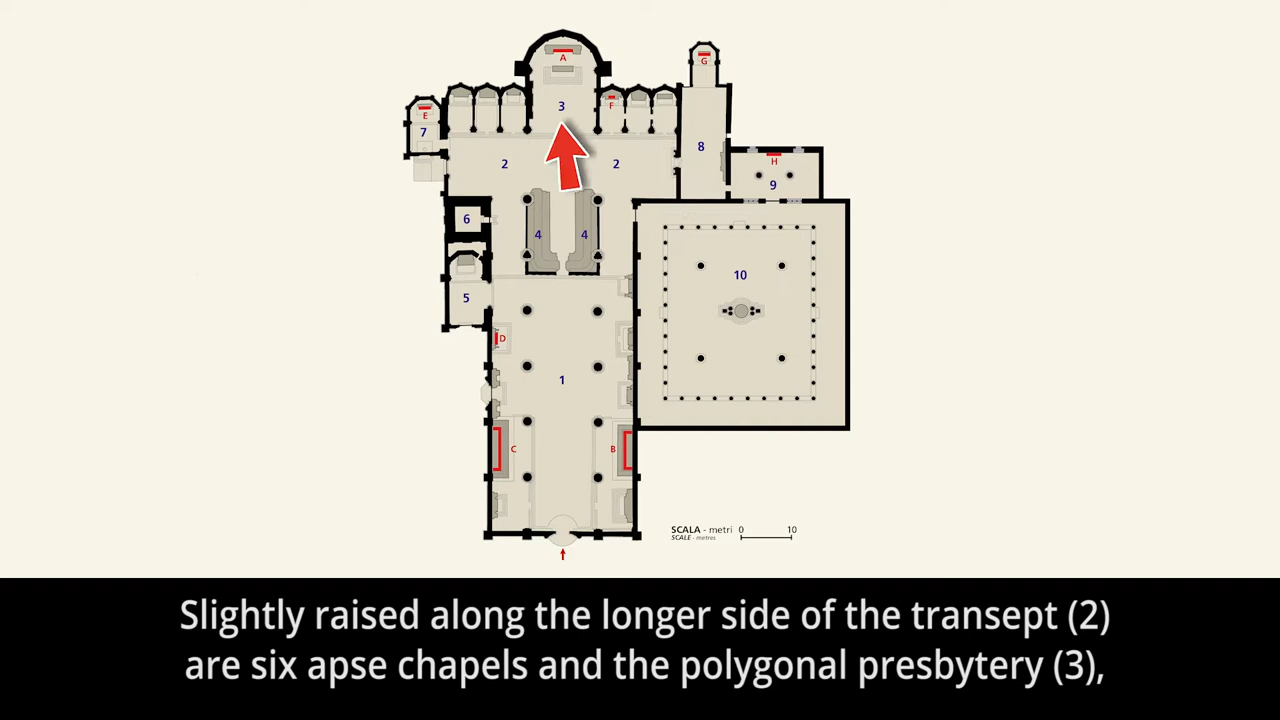 A
G
E
F
3
7
8
2
2
H
9
6
4
4
10
5
D
1
C
B
SCALA - metri 0 10
SCALE - metres
Slightly raised along the longer side of the transept (2)
are six apse chapels and the polygonal presbytery (3),